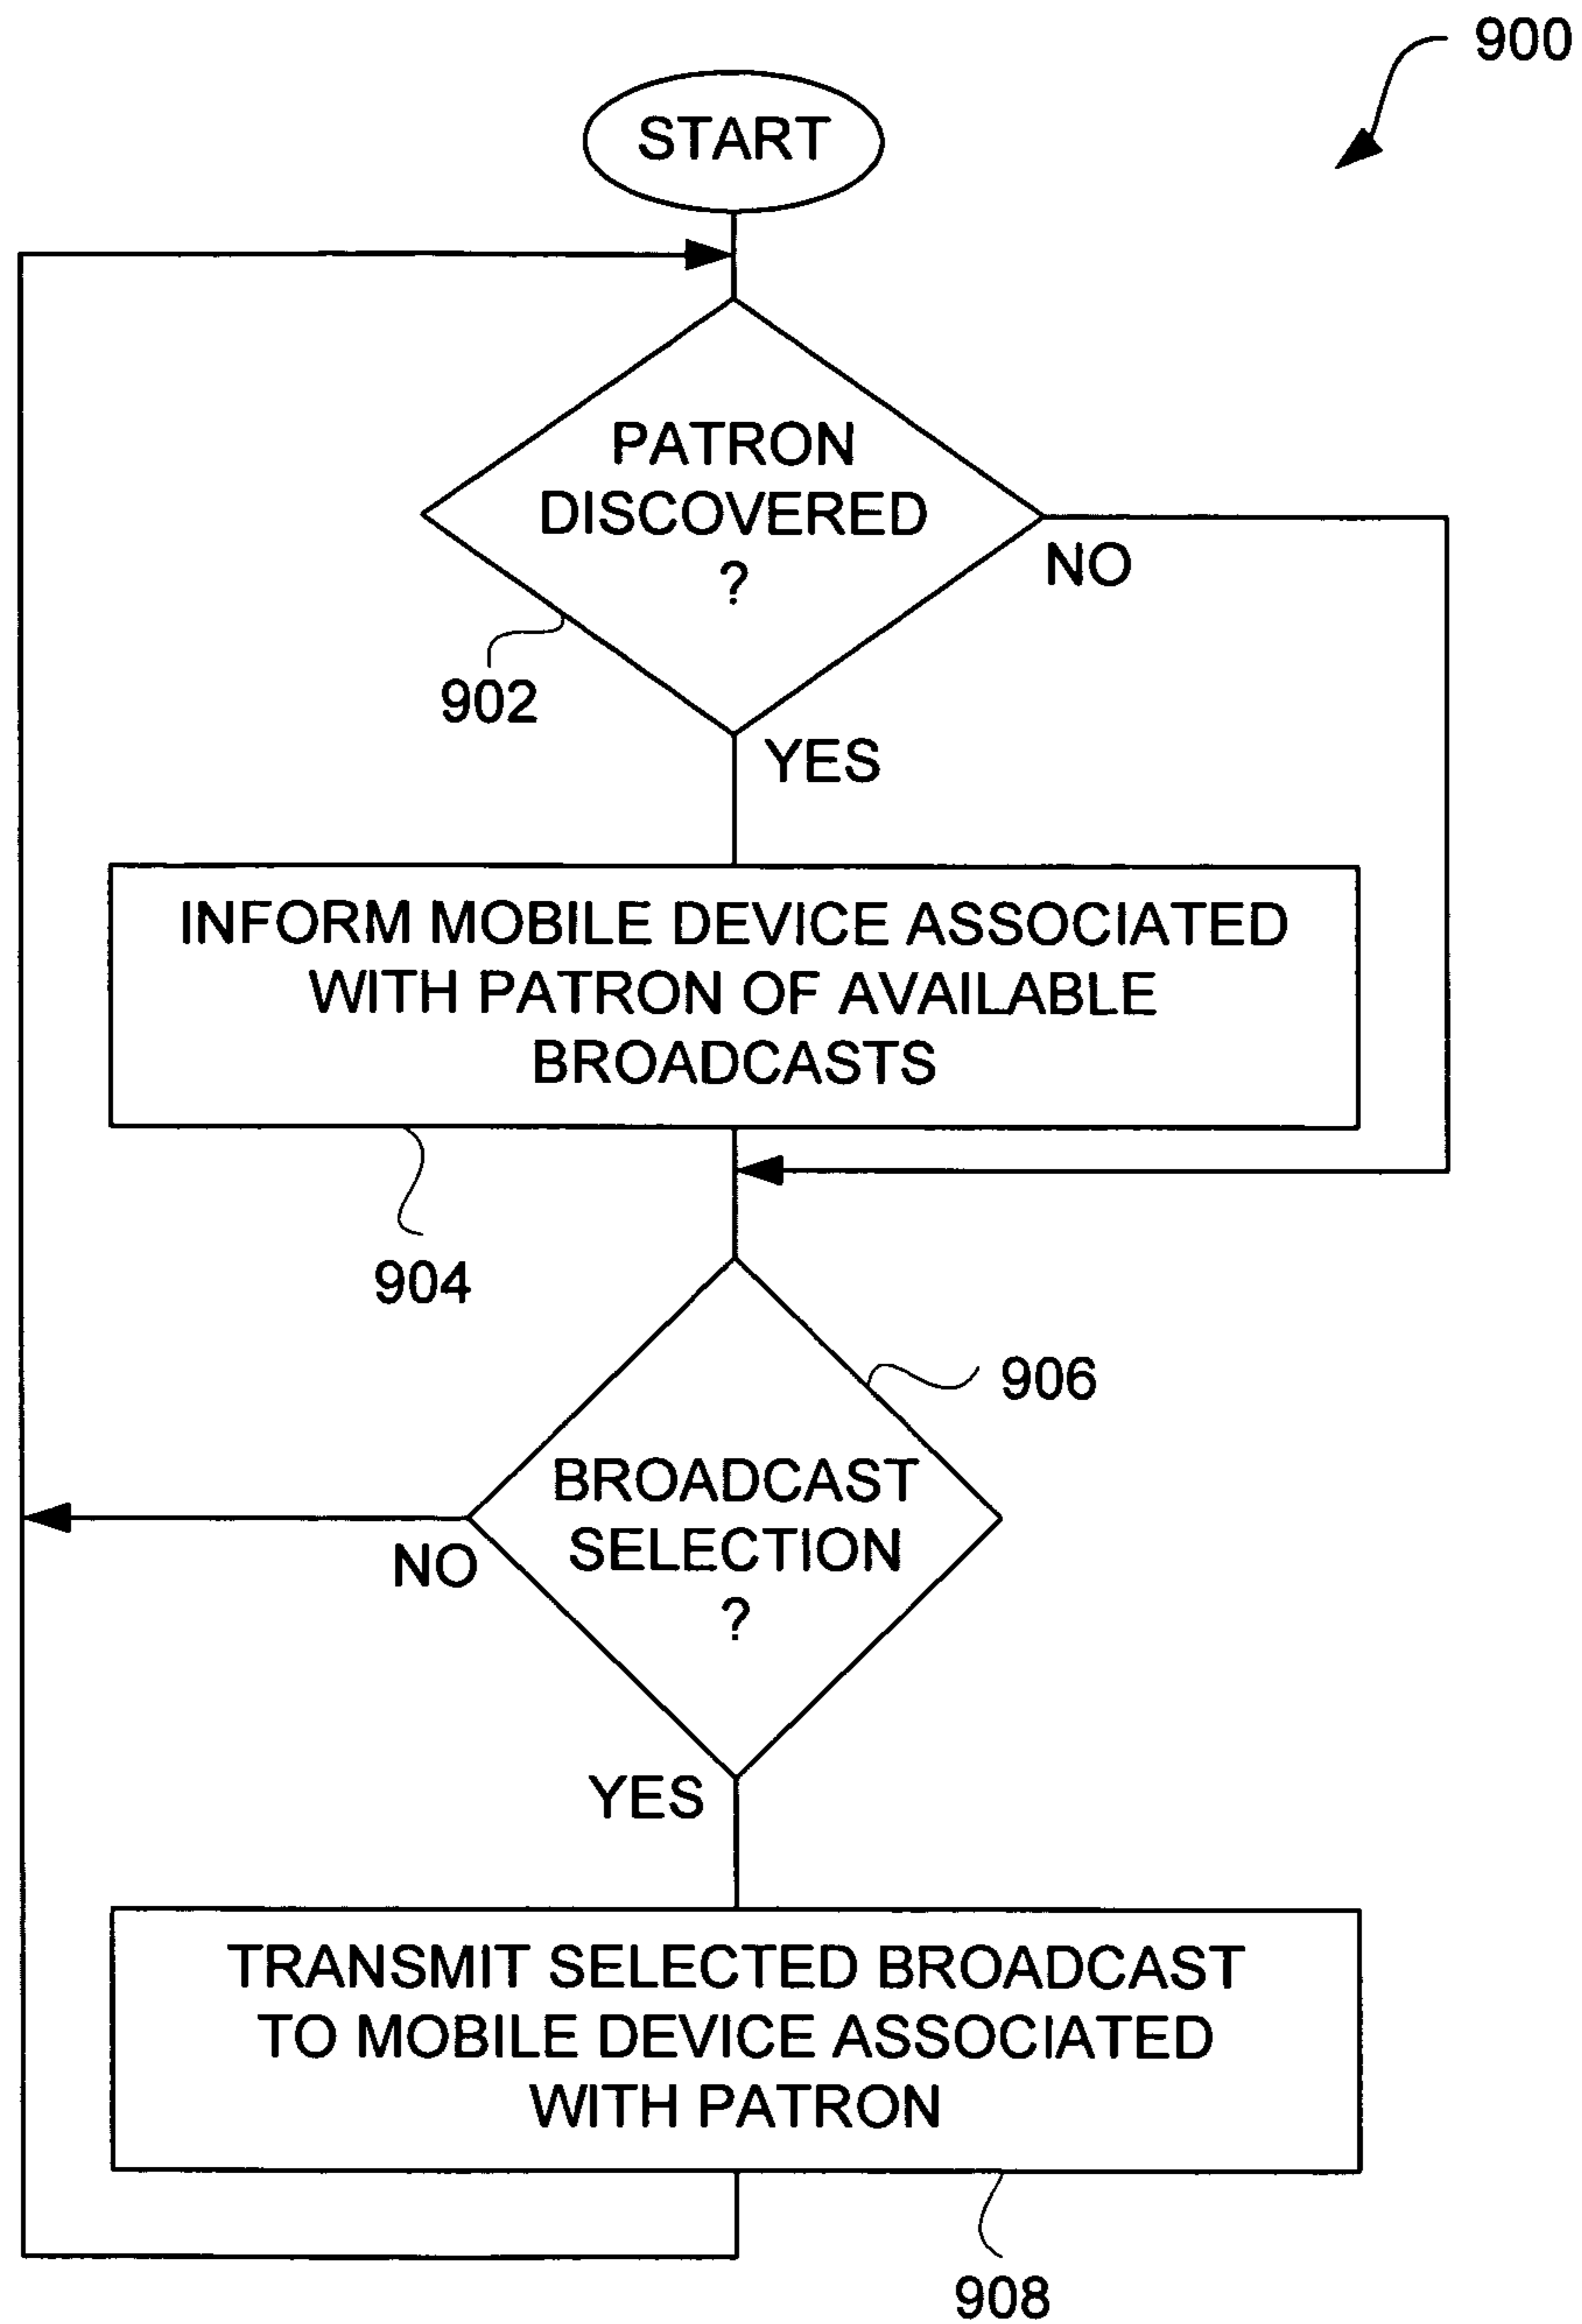 900
START
PATRON
DISCOVERED
?
NO
902
YES
INFORM MOBILE DEVICE ASSOCIATED
WITH PATRON OF AVAILABLE
BROADCASTS
904
906
BROADCAST
SELECTION
?
NO
YES
TRANSMIT SELECTED BROADCAST
TO MOBILE DEVICE ASSOCIATED
WITH PATRON
908